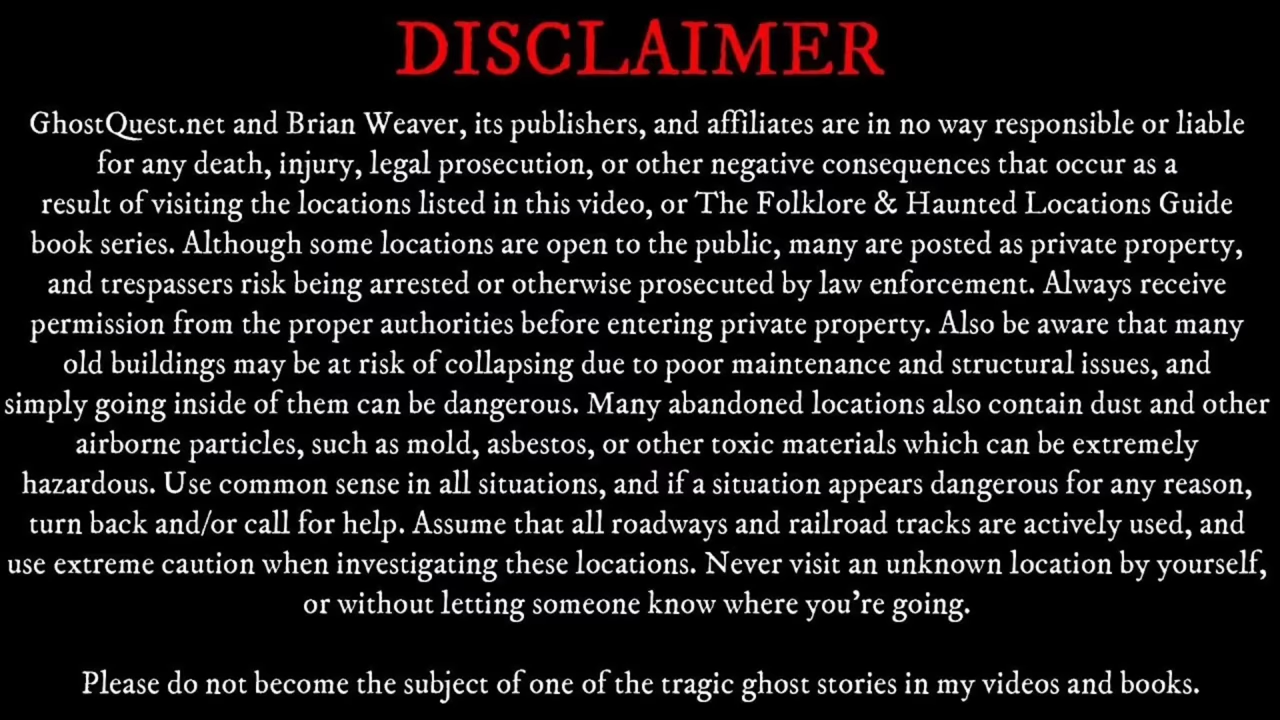 DISCLAIMER
GhostQuest.net and Brian Weaver, its publishers, and affiliates are in no way responsible or liable
for any death, injury, legal prosecution, or other negative consequences that occur as a
result of visiting the locations listed in this video, or The Folklore & Haunted Locations Guide
book series. Although some locations are open to the public, many are posted as private property,
and trespassers risk being arrested or otherwise prosecuted by law enforcement. Always receive
permission from the proper authorities before entering private property. Also be aware that many
old buildings may be at risk of collapsing due to poor maintenance and structural issues, and
simply going inside of them can be dangerous. Many abandoned locations also contain dust and other
airborne particles, such as mold, asbestos, or other toxic materials which can be extremely
hazardous. Use common sense in all situations, and if a situation appears dangerous for any reason,
turn back and/or call for help. Assume that all roadways and railroad tracks are actively used, and
use extreme caution when investigating these locations. Never visit an unknown location by yourself,
or without letting someone know where you're going.
Please do not become the subject of one of the tragic ghost stories in my videos and books.